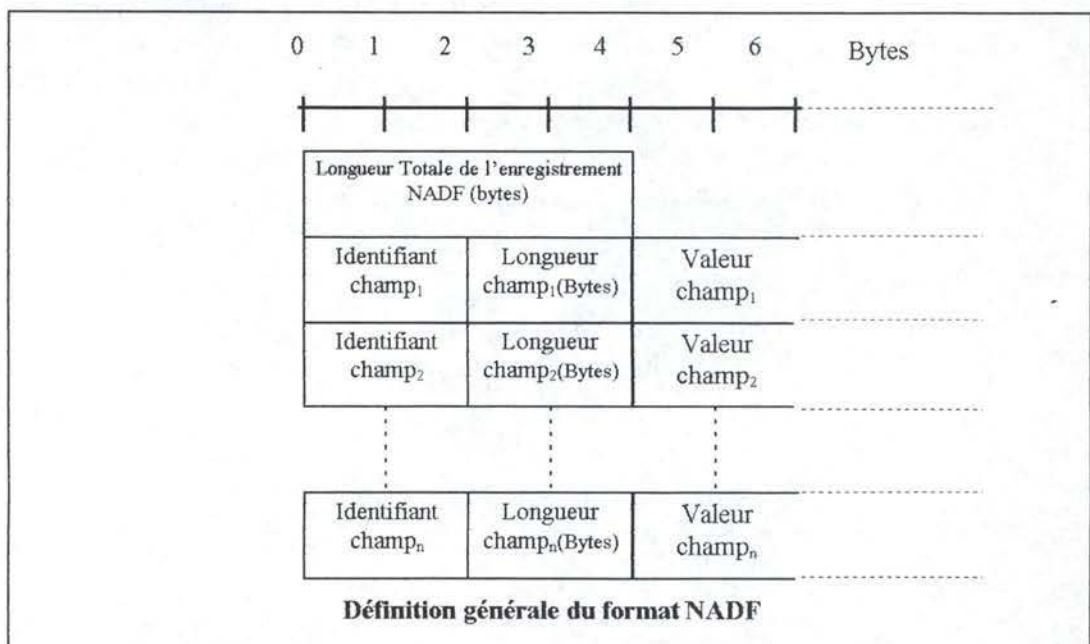 0 1 2 3 4 5 6 Bytes
Longueur Totale de l'enregistrement
NADF (bytes)
Identifiant Longueur Valeur
champ₁ champ₁(Bytes) champ₁
Identifiant Longueur Valeur
champ₂ champ₂(Bytes) champ₂
Identifiant Longueur Valeur
champₙ champₙ(Bytes) champₙ
Définition générale du format NADF